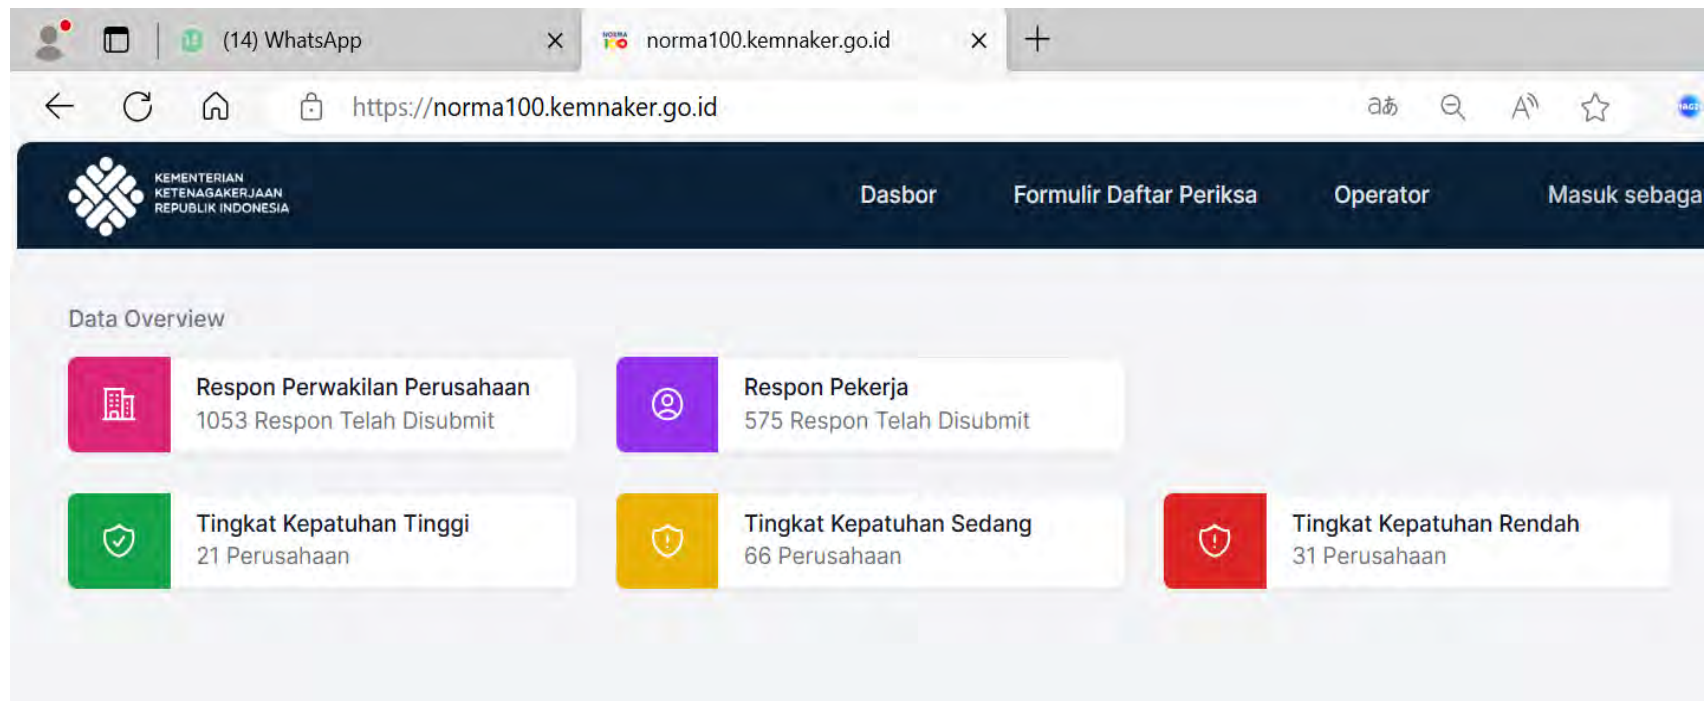 (14) WhatsApp
norma100.kemnaker.go.id
https://norma100.kemnaker.go.id
KEMENTERIAN
KETENAGAKERJAAN
REPUBLIK INDONESIA
Dasbor
Formulir Daftar Periksa
Operator
Masuk sebaga
Data Overview
Respon Perwakilan Perusahaan
1053 Respon Telah Disubmit
Respon Pekerja
575 Respon Telah Disubmit
Tingkat Kepatuhan Tinggi
21 Perusahaan
Tingkat Kepatuhan Sedang
66 Perusahaan
Tingkat Kepatuhan Rendah
31 Perusahaan